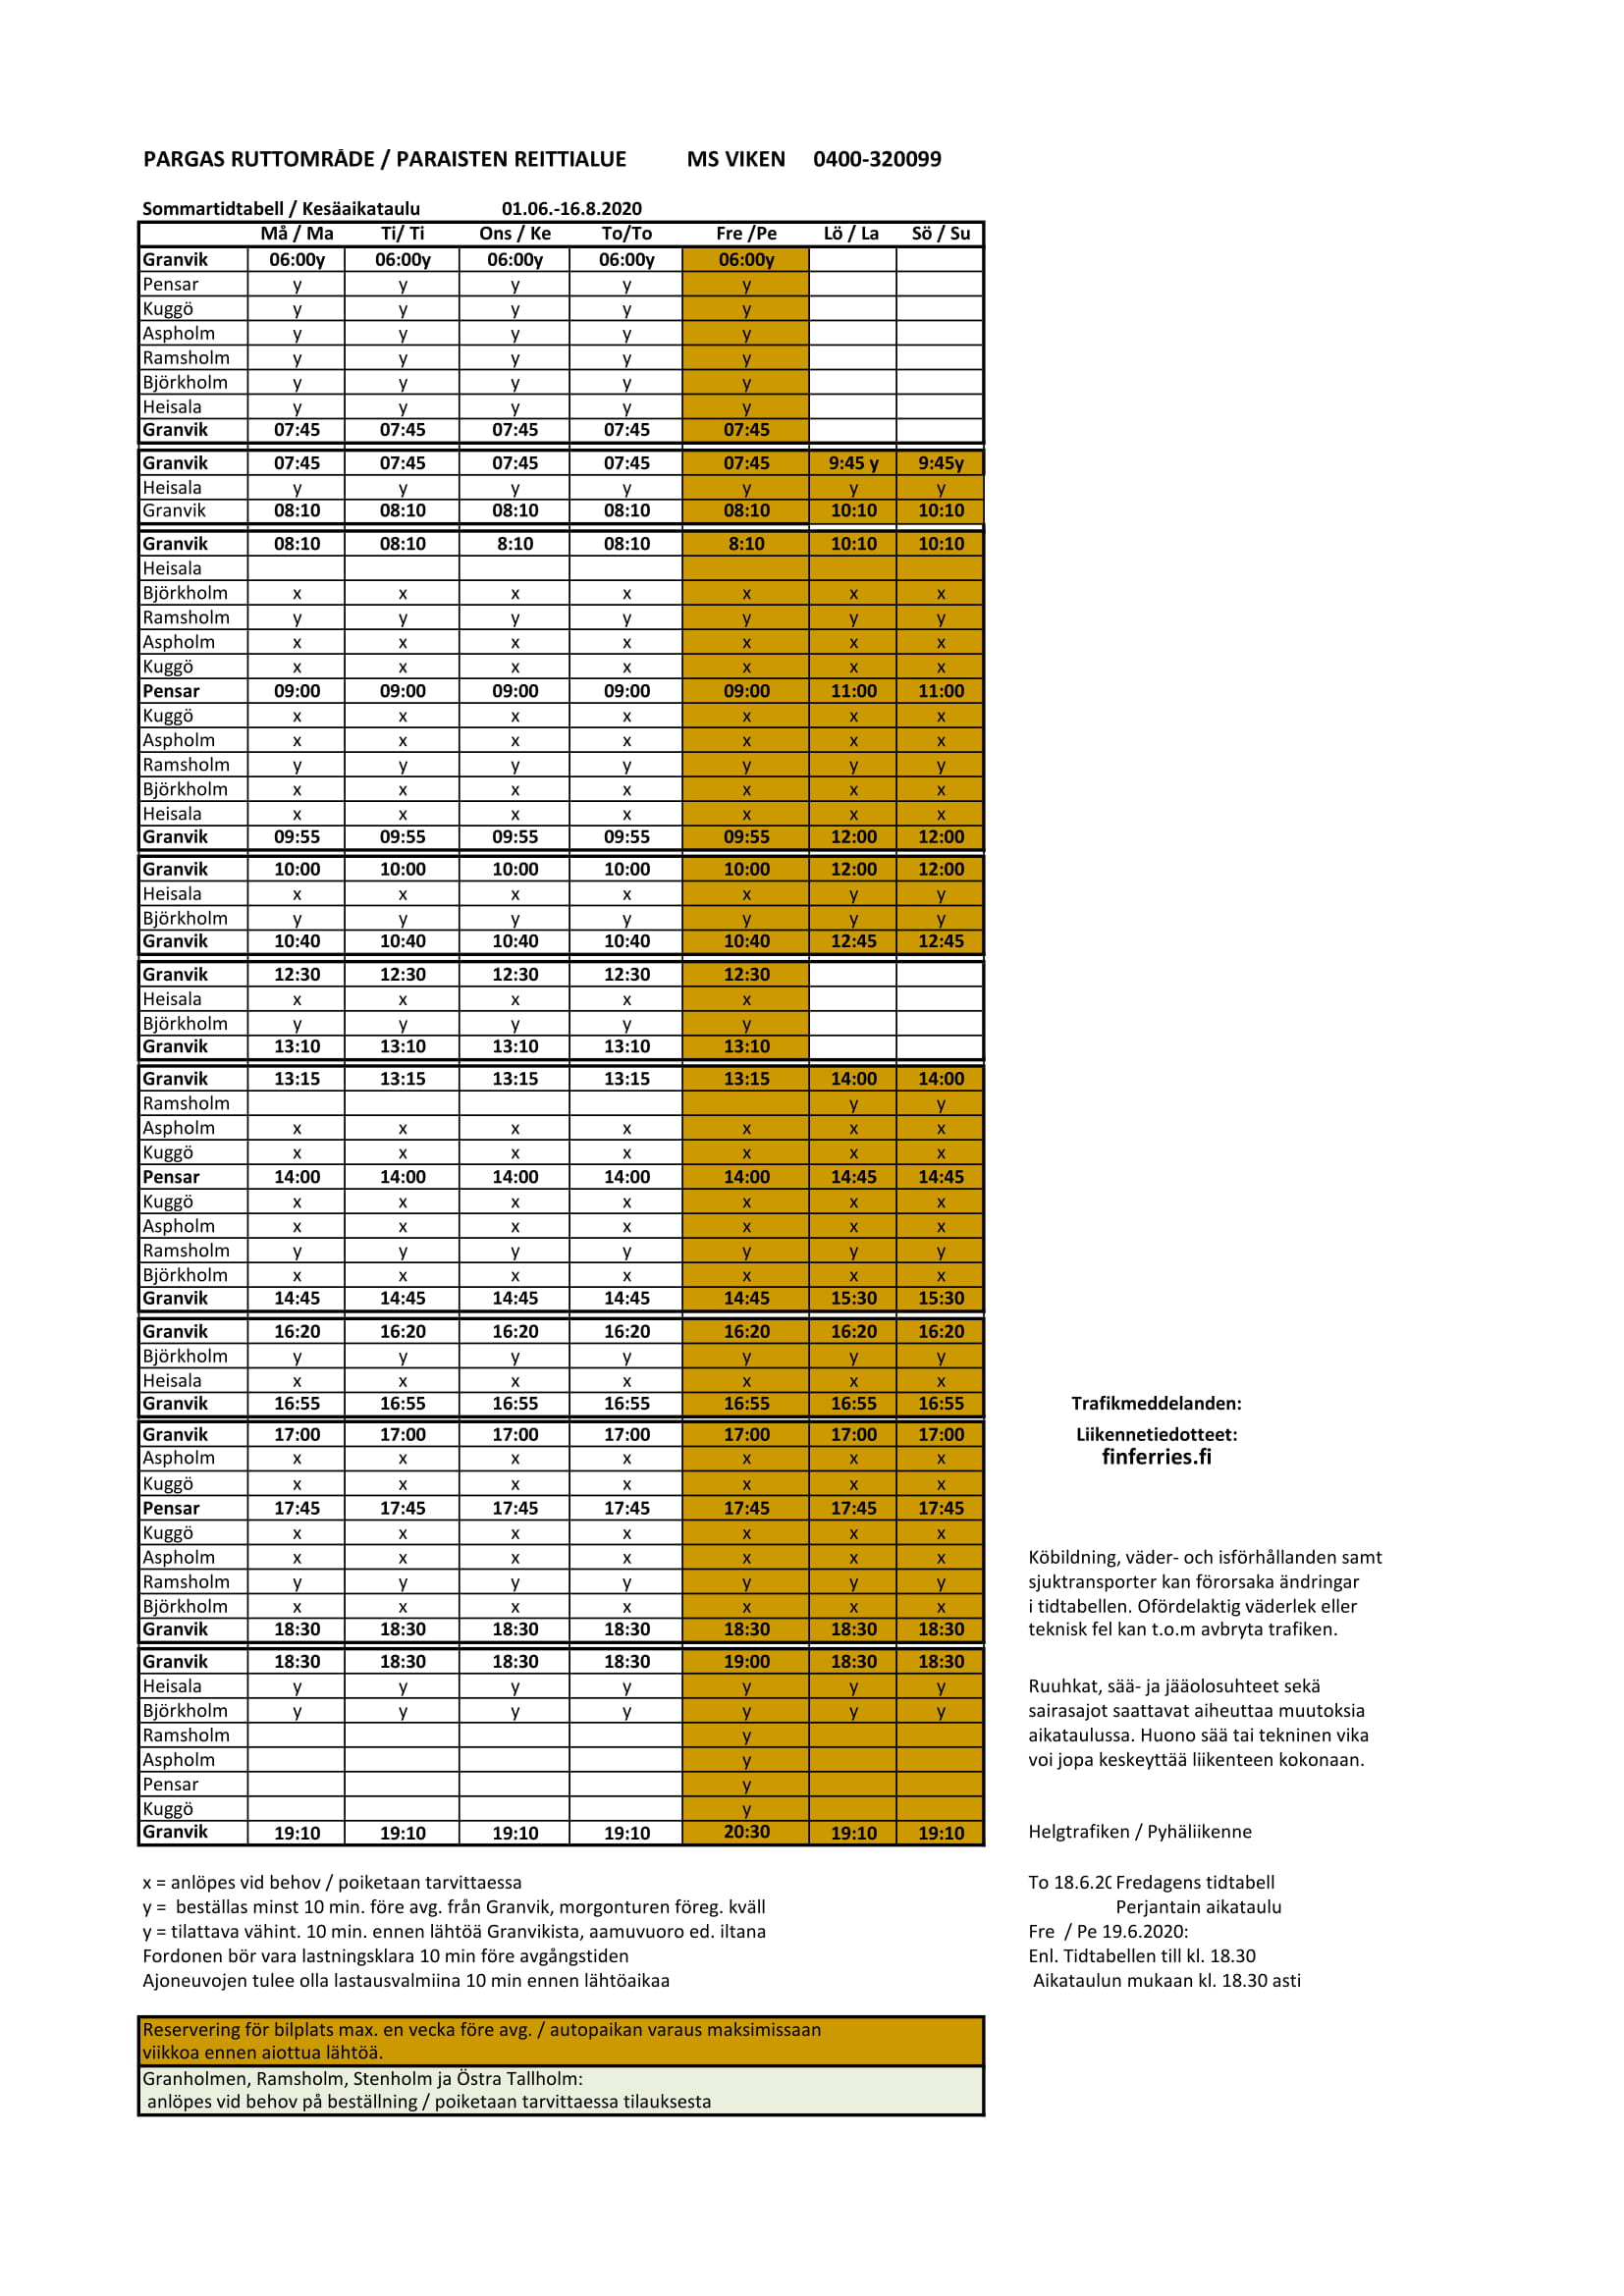 PARGAS RUTTOMRÅDE / PARAISTEN REITTIALUE MS VIKEN 0400-320099
Sommartidtabell / Kesäaikataulu 01.06.-16.8.2020
Må / Ma Ti/ Ti Ons / Ke To/To Fre /Pe Lö / La Sö / Su
Granvik 06:00y 06:00y 06:00y 06:00y 06:00y
Pensar y y y y y
Kuggö y y y y y
Aspholm y y y y y
Ramsholm y y y y y
Björkholm y y y y y
Heisala y y y y y
Granvik 07:45 07:45 07:45 07:45 07:45
Granvik 07:45 07:45 07:45 07:45 07:45 9:45 y 9:45y
Heisala y y y y y y y
Granvik 08:10 08:10 08:10 08:10 08:10 10:10 10:10
Granvik 08:10 08:10 8:10 08:10 8:10 10:10 10:10
Heisala
Björkholm x x x x x x x
Ramsholm y y y y y y y
Aspholm x x x x x x x
Kuggö x x x x x x x
Pensar 09:00 09:00 09:00 09:00 09:00 11:00 11:00
Kuggö x x x x x x x
Aspholm x x x x x x x
Ramsholm y y y y y y y
Björkholm x x x x x x x
Heisala x x x x x x x
Granvik 09:55 09:55 09:55 09:55 09:55 12:00 12:00
Granvik 10:00 10:00 10:00 10:00 10:00 12:00 12:00
Heisala x x x x x y y
Björkholm y y y y y y y
Granvik 10:40 10:40 10:40 10:40 10:40 12:45 12:45
Granvik 12:30 12:30 12:30 12:30 12:30
Heisala x x x x x
Björkholm y y y y y
Granvik 13:10 13:10 13:10 13:10 13:10
Granvik 13:15 13:15 13:15 13:15 13:15 14:00 14:00
Ramsholm y y
Aspholm x x x x x x x
Kuggö x x x x x x x
Pensar 14:00 14:00 14:00 14:00 14:00 14:45 14:45
Kuggö x x x x x x x
Aspholm x x x x x x x
Ramsholm y y y y y y y
Björkholm x x x x x x x
Granvik 14:45 14:45 14:45 14:45 14:45 15:30 15:30
Granvik 16:20 16:20 16:20 16:20 16:20 16:20 16:20
Björkholm y y y y y y y
Heisala x x x x x x x
Granvik 16:55 16:55 16:55 16:55 16:55 16:55 16:55
Granvik 17:00 17:00 17:00 17:00 17:00 17:00 17:00
Aspholm x x x x x x x
Kuggö x x x x x x x
Pensar 17:45 17:45 17:45 17:45 17:45 17:45 17:45
Kuggö x x x x x x x
Aspholm x x x x x x x
Ramsholm y y y y y y y
Björkholm x x x x x x x
Granvik 18:30 18:30 18:30 18:30 18:30 18:30 18:30
Granvik 18:30 18:30 18:30 18:30 19:00 18:30 18:30
Heisala y y y y y y y
Björkholm y y y y y y y
Ramsholm y
Aspholm y
Pensar y
Kuggö y
Granvik 19:10 19:10 19:10 19:10 20:30 19:10 19:10
x = anlöpes vid behov / poiketaan tarvittaessa
y = beställas minst 10 min. före avg. från Granvik, morgonturen föreg. kväll
y = tilattava vähint. 10 min. ennen lähtöä Granvikista, aamuvuoro ed. iltana
Fordonen bör vara lastningsklara 10 min före avgångstiden
Ajoneuvojen tulee olla lastausvalmiina 10 min ennen lähtöaikaa
Reservering för bilplats max. en vecka före avg. / autopaikan varaus maksimissaan
viikkoa ennen aiottua lähtöä.
Granholmen, Ramsholm, Stenholm ja Östra Tallholm:
anlöpes vid behov på beställning / poiketaan tarvittaessa tilauksesta
Trafikmeddelanden:
Liikennetiedotteet:
finferries.fi
Köbildning, väder- och isförhållanden samt
sjuktransporter kan förorsaka ändringar
i tidtabellen. Ofördelaktig väderlek eller
teknisk fel kan t.o.m avbryta trafiken.
Ruuhkat, sää- ja jääolosuhteet sekä
sairasajot saattavat aiheuttaa muutoksia
aikataulussa. Huono sää tai tekninen vika
voi jopa keskeyttää liikenteen kokonaan.
Helgtrafiken / Pyhäliikenne
To 18.6.20 Fredagens tidtabell
Perjantain aikataulu
Fre / Pe 19.6.2020:
Enl. Tidtabellen till kl. 18.30
Aikataulun mukaan kl. 18.30 asti